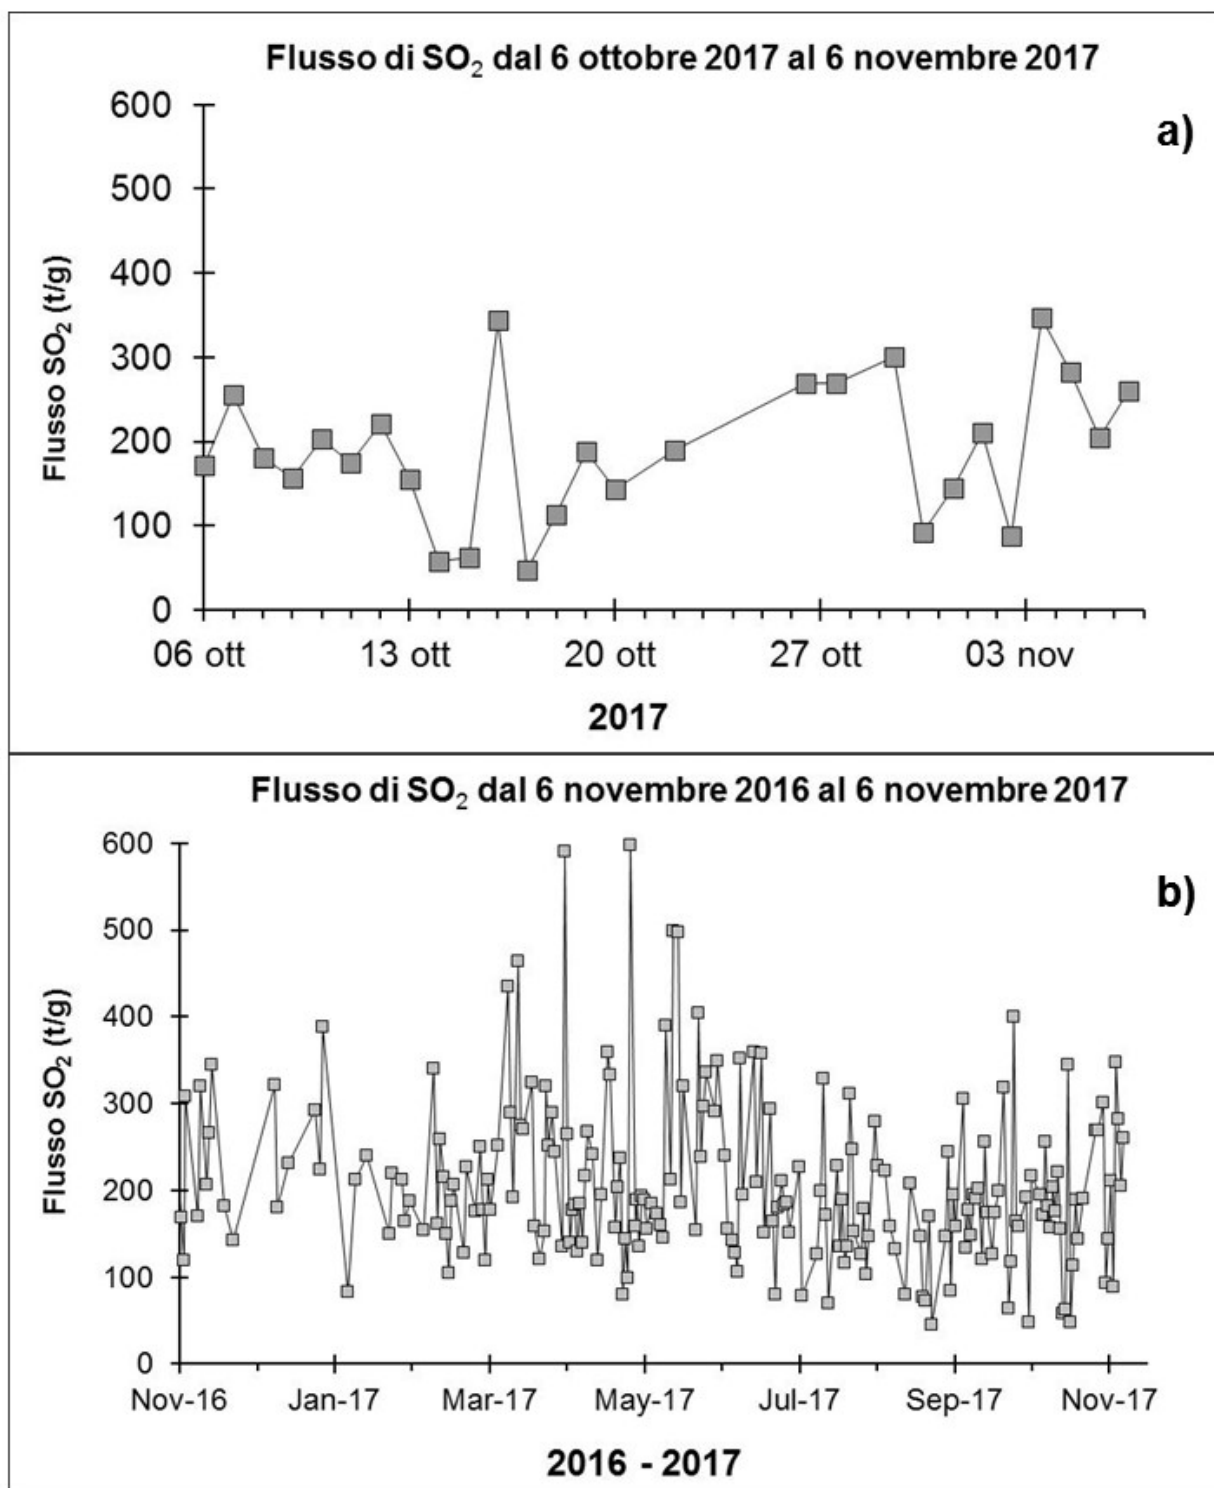 Flusso di SO₂ dal 6 ottobre 2017 al 6 novembre 2017
a)
600
500
400
300
200
100
0
Flusso SO₂ (t/g)
06 ott 13 ott 20 ott 27 ott 03 nov
2017
Flusso di SO₂ dal 6 novembre 2016 al 6 novembre 2017
b)
600
500
400
300
200
100
0
Flusso SO₂ (t/g)
Nov-16 Jan-17 Mar-17 May-17 Jul-17 Sep-17 Nov-17
2016 - 2017